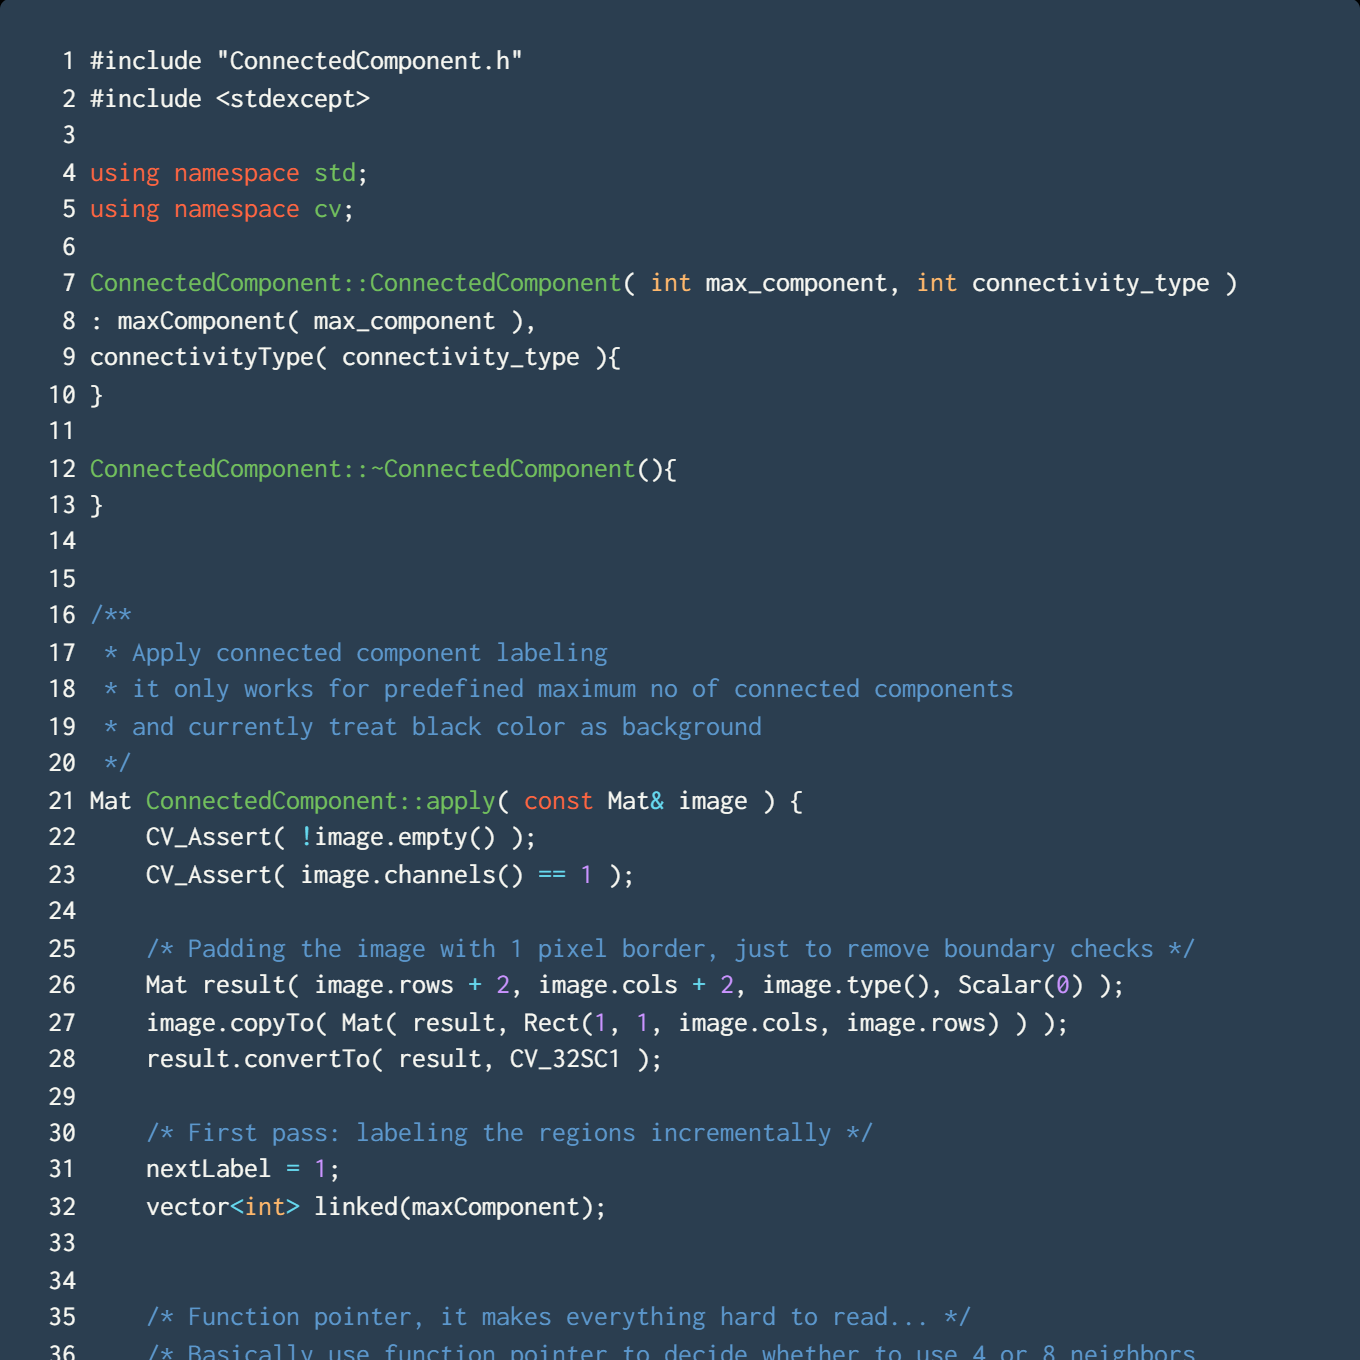 1 #include "ConnectedComponent.h"
2 #include <stdexcept>
3
4 using namespace std;
5 using namespace cv;
6
7 ConnectedComponent::ConnectedComponent( int max_component, int connectivity_type )
8 : maxComponent( max_component ),
9 connectivityType( connectivity_type ){
10 }
11
12 ConnectedComponent::~ConnectedComponent(){
13 }
14
15
16 /**
17  * Apply connected component labeling
18  * it only works for predefined maximum no of connected components
19  * and currently treat black color as background
20  */
21 Mat ConnectedComponent::apply( const Mat& image ) {
22     CV_Assert( !image.empty() );
23     CV_Assert( image.channels() == 1 );
24
25     /* Padding the image with 1 pixel border, just to remove boundary checks */
26     Mat result( image.rows + 2, image.cols + 2, image.type(), Scalar(0) );
27     image.copyTo( Mat( result, Rect(1, 1, image.cols, image.rows) ) );
28     result.convertTo( result, CV_32SC1 );
29
30     /* First pass: labeling the regions incrementally */
31     nextLabel = 1;
32     vector<int> linked(maxComponent);
33
34
35     /* Function pointer, it makes everything hard to read... */
36     /* Basically use function pointer to decide whether to use 4 or 8 neighbors